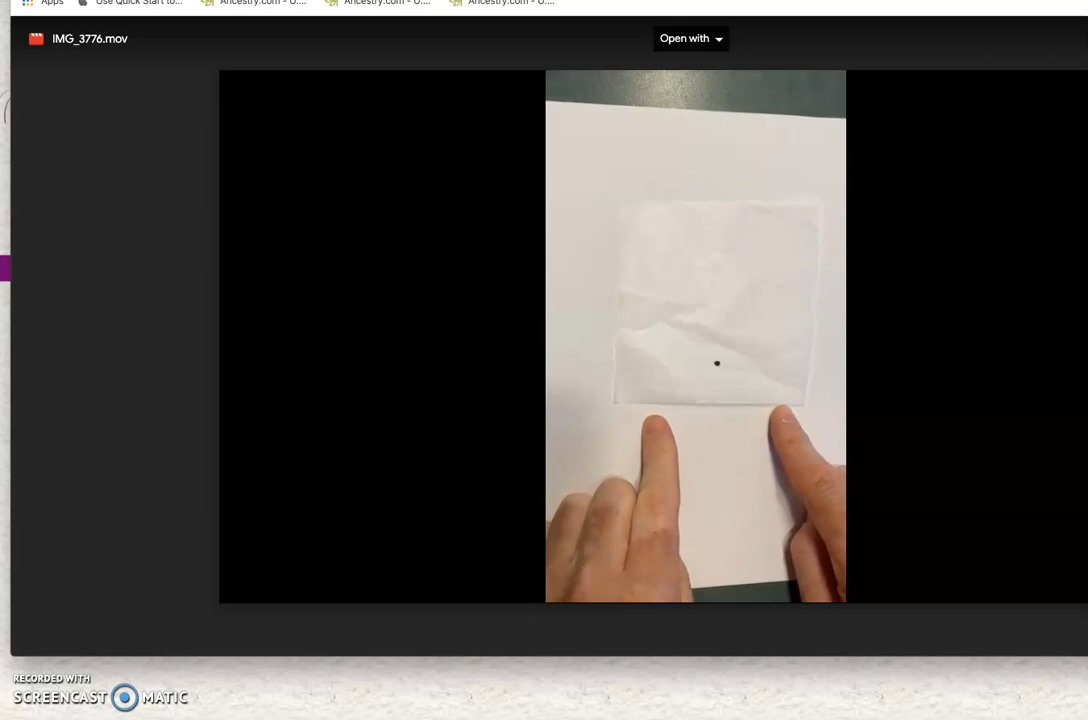 Apps Use Quick Start to... Ancestry.com - U.... Ancestry.com - U.... Ancestry.com - U....
IMG_3776.mov Open with
RECORDED WITH
SCREENCAST MATIC